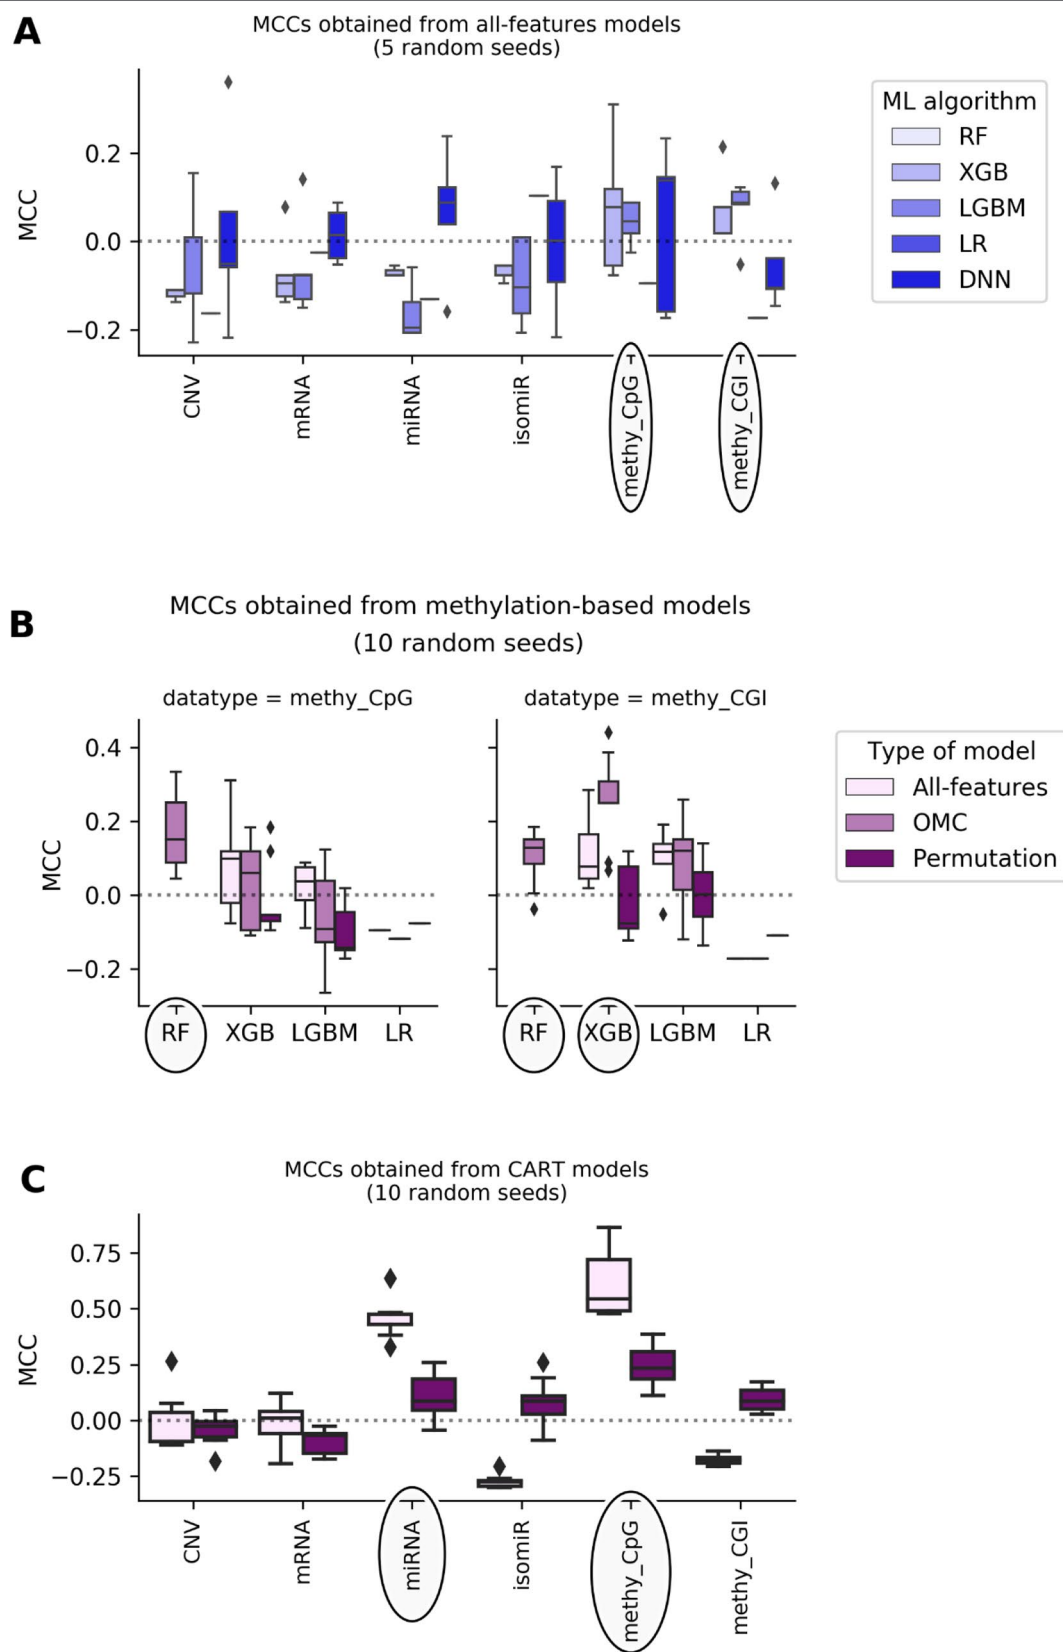 A
MCCs obtained from all-features models
(5 random seeds)
MCC
0.2
0.0
−0.2
CNV
mRNA
miRNA
isomiR
methy_CpG
methy_CGI
ML algorithm
RF
XGB
LGBM
LR
DNN
B
MCCs obtained from methylation-based models
(10 random seeds)
datatype = methy_CpG
datatype = methy_CGI
MCC
0.4
0.2
0.0
−0.2
RF
XGB
LGBM
LR
RF
XGB
LGBM
LR
Type of model
All-features
OMC
Permutation
C
MCCs obtained from CART models
(10 random seeds)
MCC
0.75
0.50
0.25
0.00
−0.25
CNV
mRNA
miRNA
isomiR
methy_CpG
methy_CGI